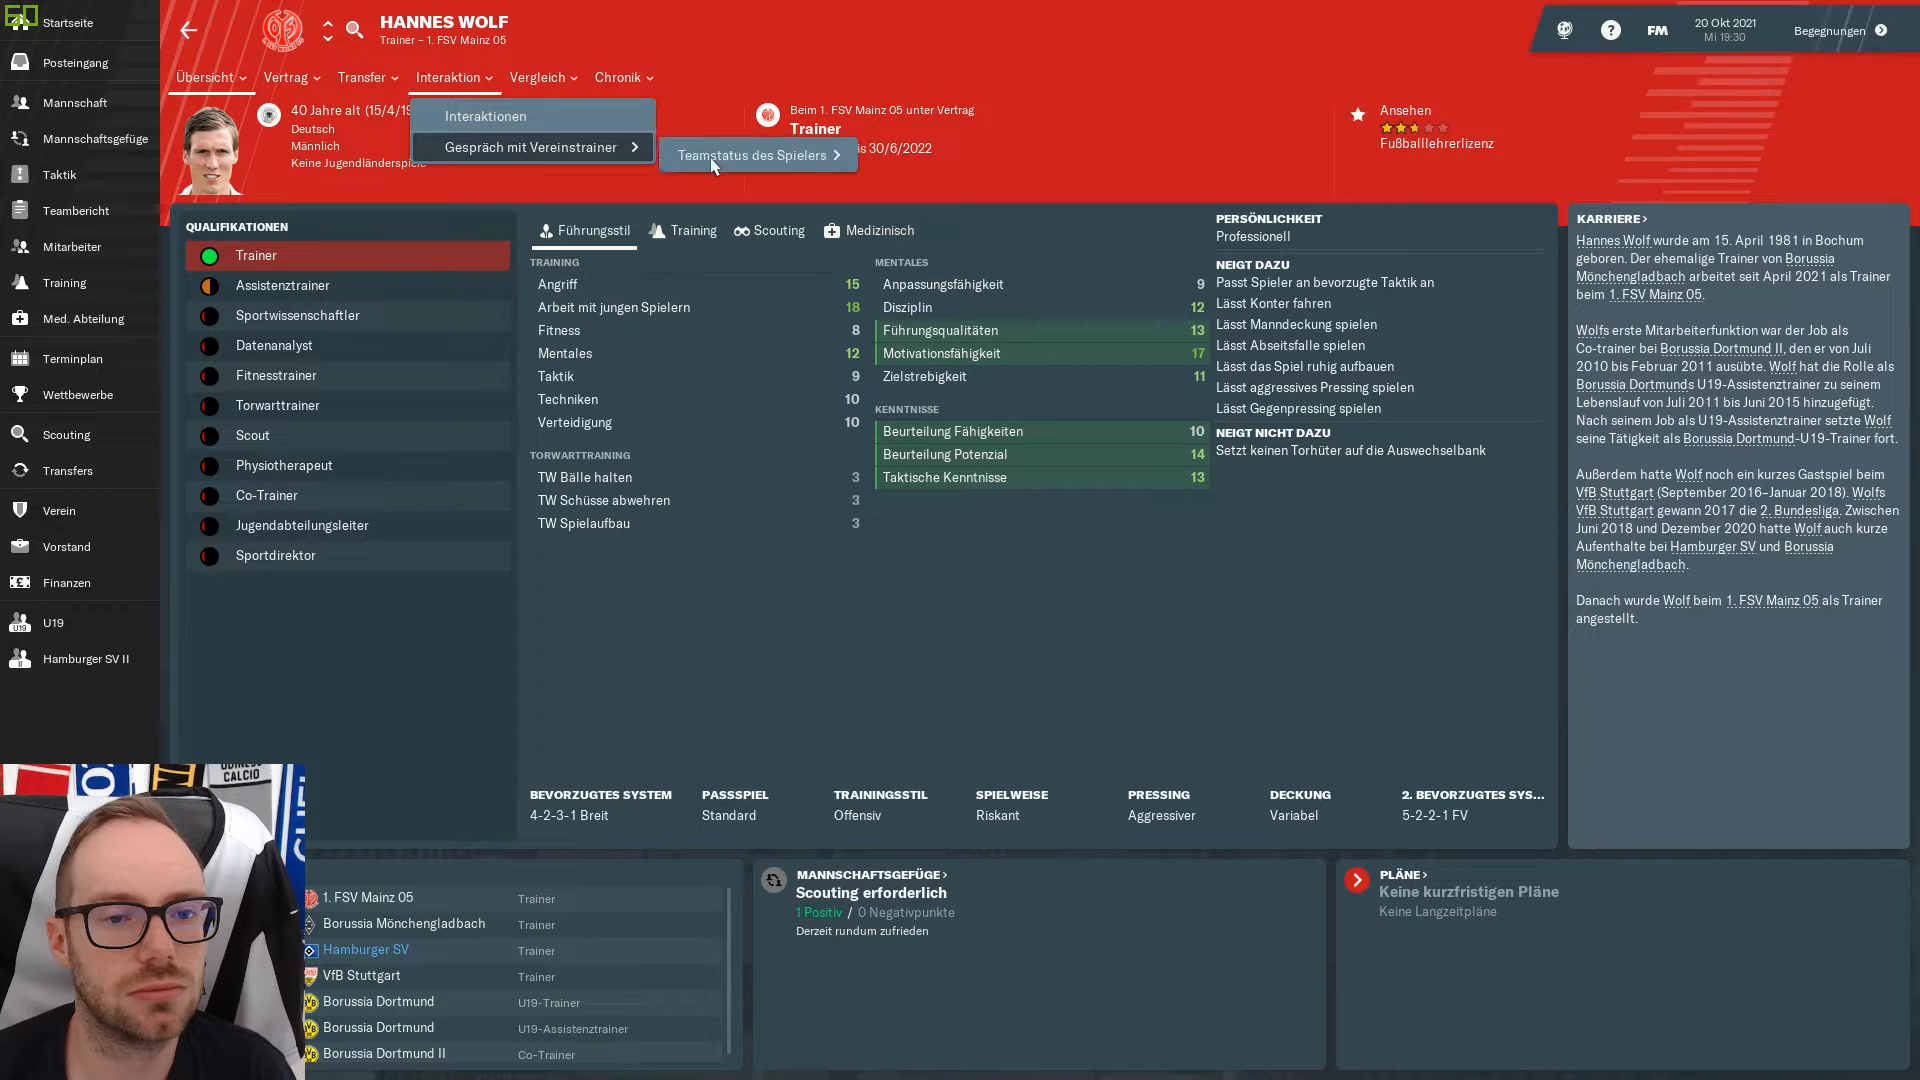 60
Startseite
Posteingang
Mannschaft
Mannschaftsgefüge
Taktik
Teambericht
Mitarbeiter
Training
Med. Abteilung
Terminplan
Wettbewerbe
Scouting
Transfers
Verein
Vorstand
Finanzen
U19
U19
Hamburger SV II
HANNES WOLF
Trainer – 1. FSV Mainz 05
FM
20 Okt 2021
Mi 19:30
Begegnungen
Übersicht
Vertrag
Transfer
Interaktion
Vergleich
Chronik
40 Jahre alt (15/4/19
Deutsch
Männlich
Keine Jugendländerspiele
Interaktionen
Gespräch mit Vereinstrainer
Teamstatus des Spielers
Beim 1. FSV Mainz 05 unter Vertrag
Trainer
is 30/6/2022
Ansehen
Fußballlehrerlizenz
QUALIFIKATIONEN
Trainer
Assistenztrainer
Sportwissenschaftler
Datenanalyst
Fitnesstrainer
Torwarttrainer
Scout
Physiotherapeut
Co-Trainer
Jugendabteilungsleiter
Sportdirektor
Führungsstil
Training
Scouting
Medizinisch
TRAINING
Angriff 15
Arbeit mit jungen Spielern 18
Fitness 8
Mentales 12
Taktik 9
Techniken 10
Verteidigung 10
TORWARTTRAINING
TW Bälle halten 3
TW Schüsse abwehren 3
TW Spielaufbau 3
MENTALES
Anpassungsfähigkeit 9
Disziplin 12
Führungsqualitäten 13
Motivationsfähigkeit 17
Zielstrebigkeit 11
KENNTNISSE
Beurteilung Fähigkeiten 10
Beurteilung Potenzial 14
Taktische Kenntnisse 13
PERSÖNLICHKEIT
Professionell
NEIGT DAZU
Passt Spieler an bevorzugte Taktik an
Lässt Konter fahren
Lässt Manndeckung spielen
Lässt Abseitsfalle spielen
Lässt das Spiel ruhig aufbauen
Lässt aggressives Pressing spielen
Lässt Gegenpressing spielen
NEIGT NICHT DAZU
Setzt keinen Torhüter auf die Auswechselbank
BEVORZUGTES SYSTEM
4-2-3-1 Breit
PASSSPIEL
Standard
TRAININGSSTIL
Offensiv
SPIELWEISE
Riskant
PRESSING
Aggressiver
DECKUNG
Variabel
2. BEVORZUGTES SYS...
5-2-2-1 FV
KARRIERE
Hannes Wolf wurde am 15. April 1981 in Bochum
geboren. Der ehemalige Trainer von Borussia
Mönchengladbach arbeitet seit April 2021 als Trainer
beim 1. FSV Mainz 05.
Wolfs erste Mitarbeiterfunktion war der Job als
Co-trainer bei Borussia Dortmund II, den er von Juli
2010 bis Februar 2011 ausübte. Wolf hat die Rolle als
Borussia Dortmunds U19-Assistenztrainer zu seinem
Lebenslauf von Juli 2011 bis Juni 2015 hinzugefügt.
Nach seinem Job als U19-Assistenztrainer setzte Wolf
seine Tätigkeit als Borussia Dortmund-U19-Trainer fort.
Außerdem hatte Wolf noch ein kurzes Gastspiel beim
VfB Stuttgart (September 2016–Januar 2018). Wolfs
VfB Stuttgart gewann 2017 die 2. Bundesliga. Zwischen
Juni 2018 und Dezember 2020 hatte Wolf auch kurze
Aufenthalte bei Hamburger SV und Borussia
Mönchengladbach.
Danach wurde Wolf beim 1. FSV Mainz 05 als Trainer
angestellt.
CALCIO
1. FSV Mainz 05 Trainer
Borussia Mönchengladbach Trainer
Hamburger SV Trainer
VfB Stuttgart Trainer
Borussia Dortmund U19-Trainer
Borussia Dortmund U19-Assistenztrainer
Borussia Dortmund II Co-Trainer
MANNSCHAFTSGEFÜGE
Scouting erforderlich
1 Positiv / 0 Negativpunkte
Derzeit rundum zufrieden
PLÄNE
Keine kurzfristigen Pläne
Keine Langzeitpläne